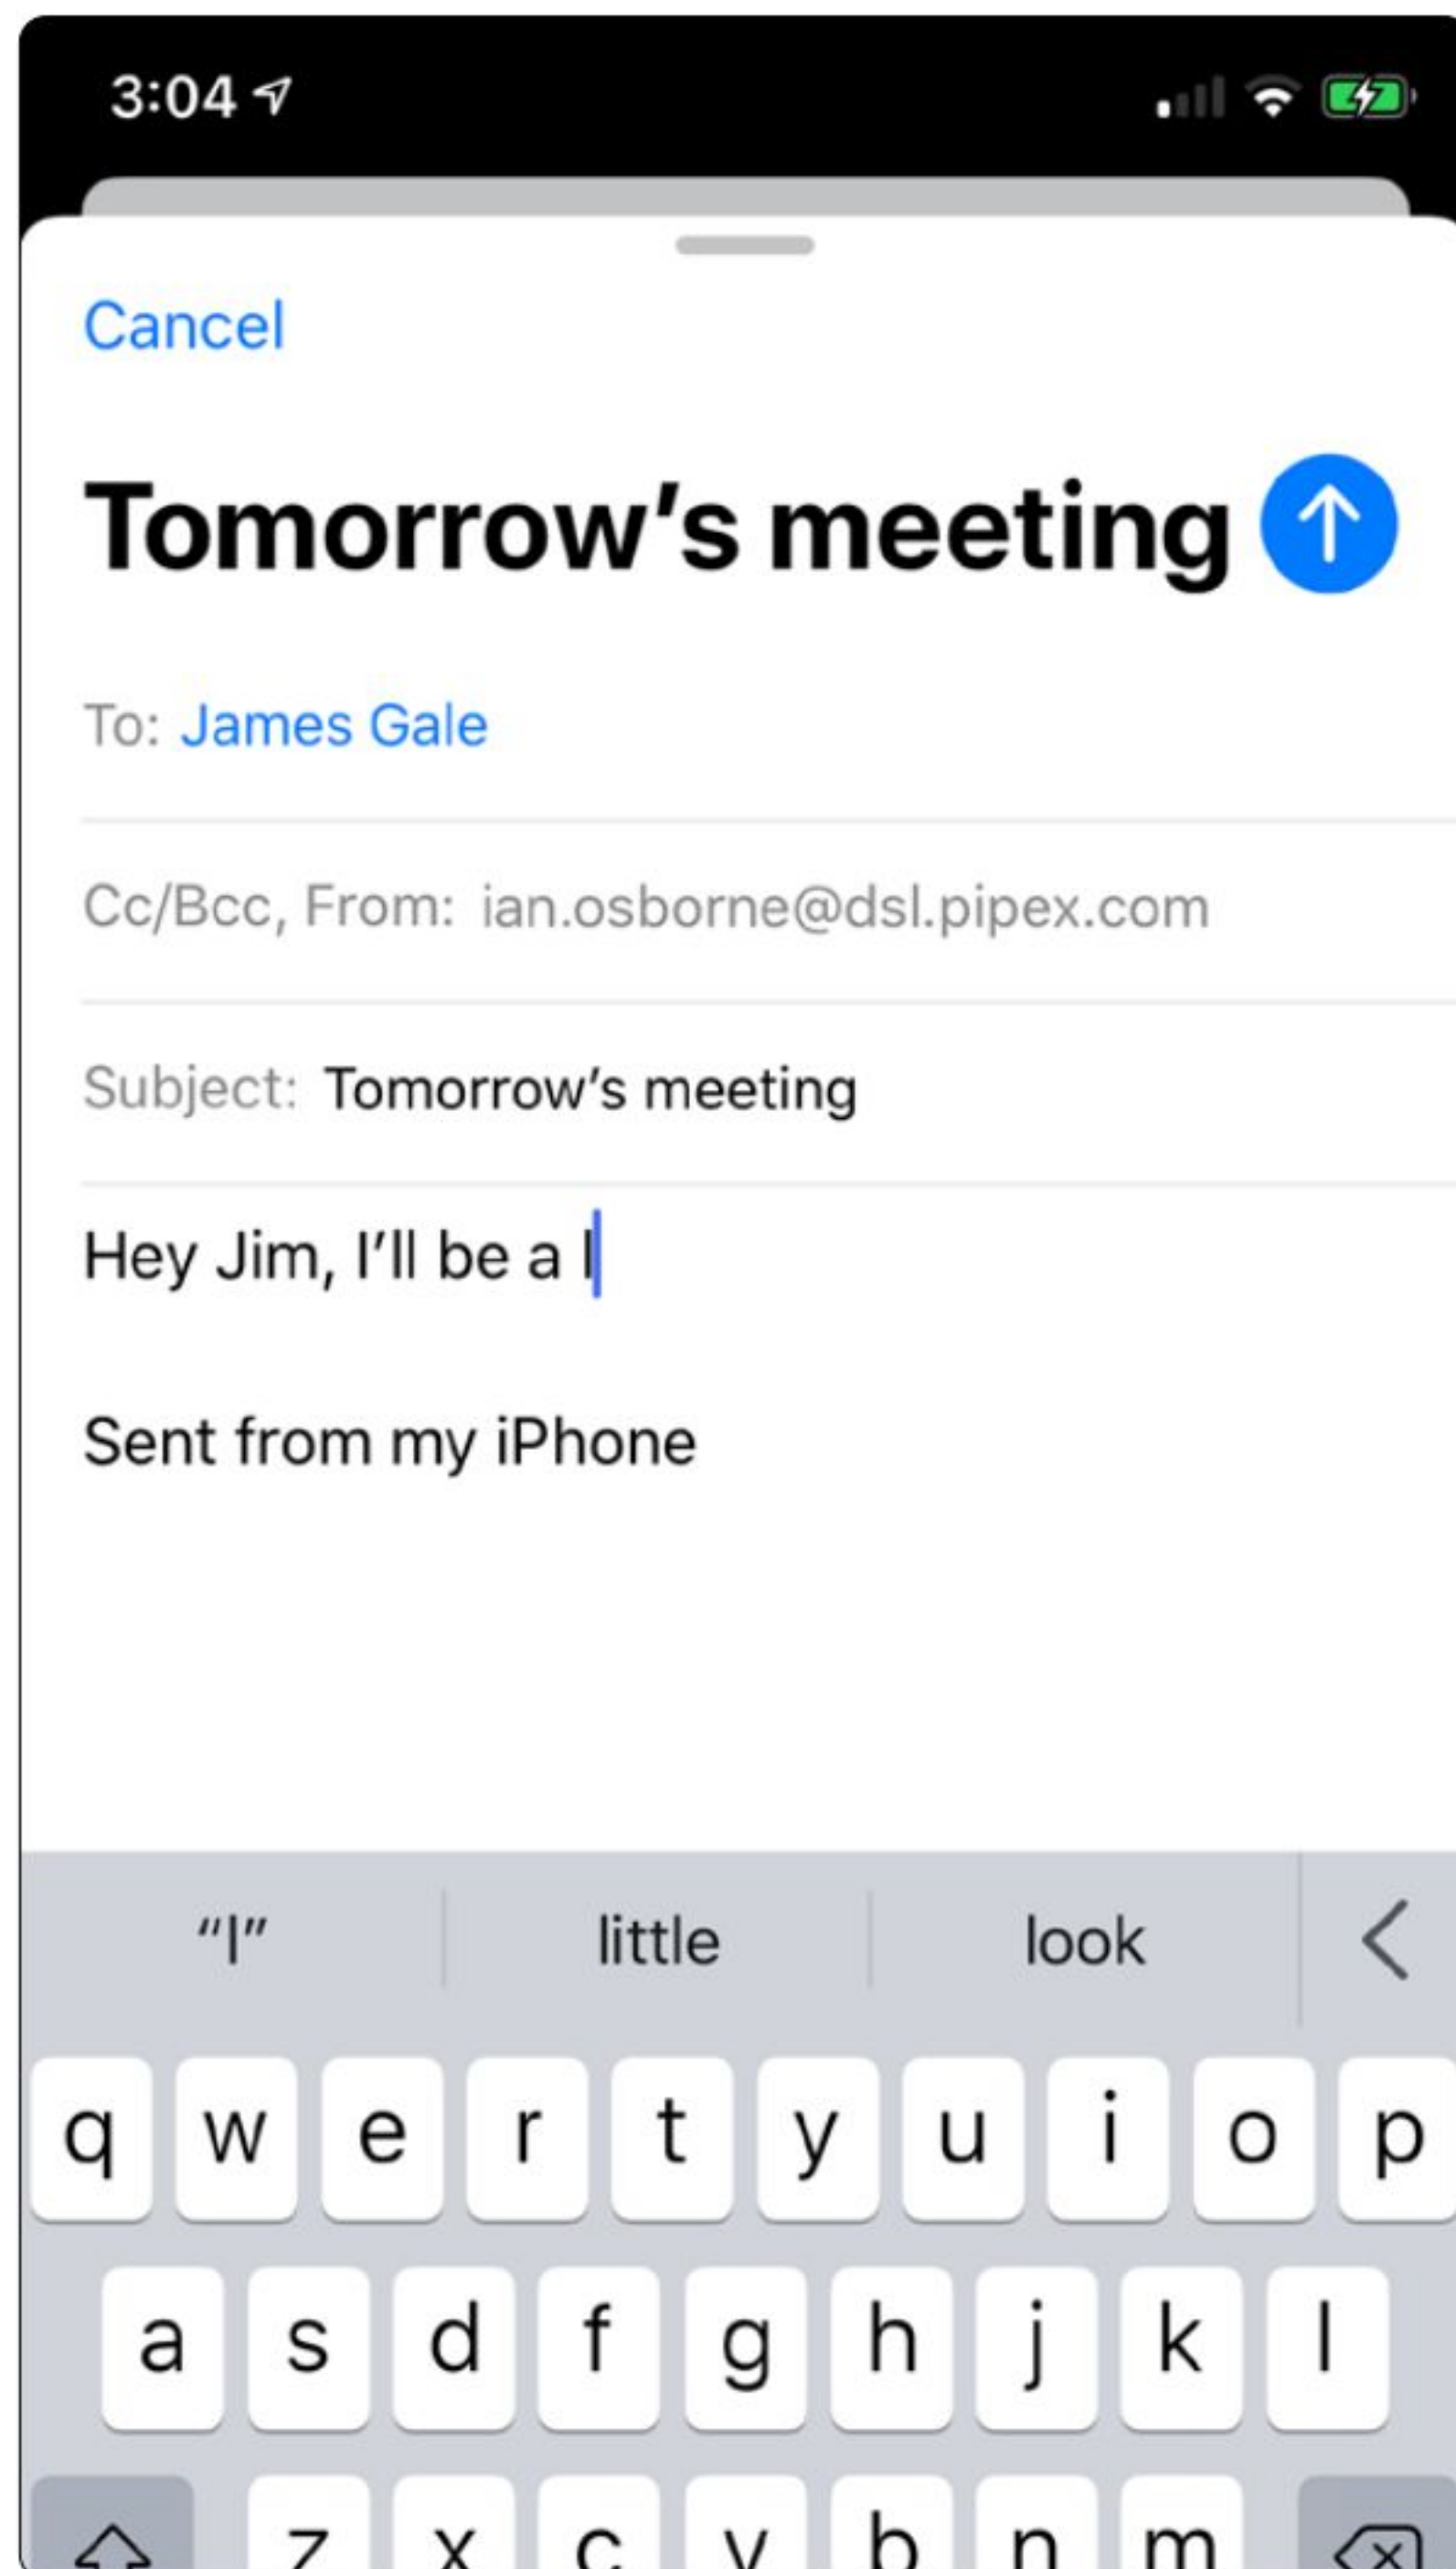 3:04
Cancel
Tomorrow’s meeting
To: James Gale
Cc/Bcc, From: ian.osborne@dsl.pipex.com
Subject: Tomorrow’s meeting
Hey Jim, I’ll be a l
Sent from my iPhone
“l” little look
q w e r t y u i o p
a s d f g h j k l
z x c v b n m